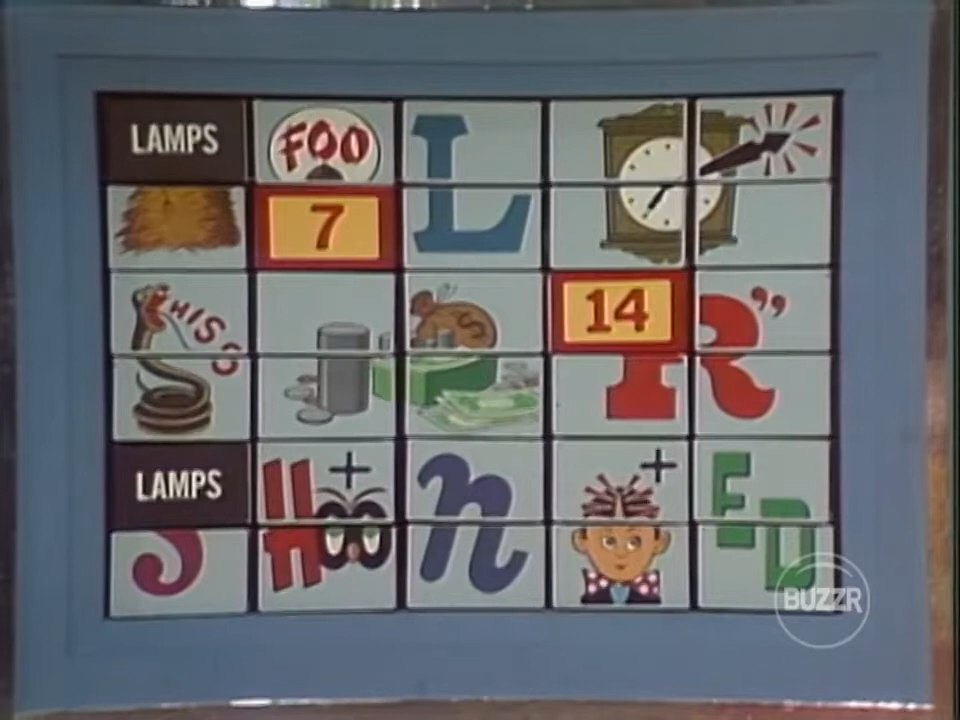 LAMPS FOO L
7
HISS 14 R”
$
LAMPS H+ n + ED
J
BUZZR